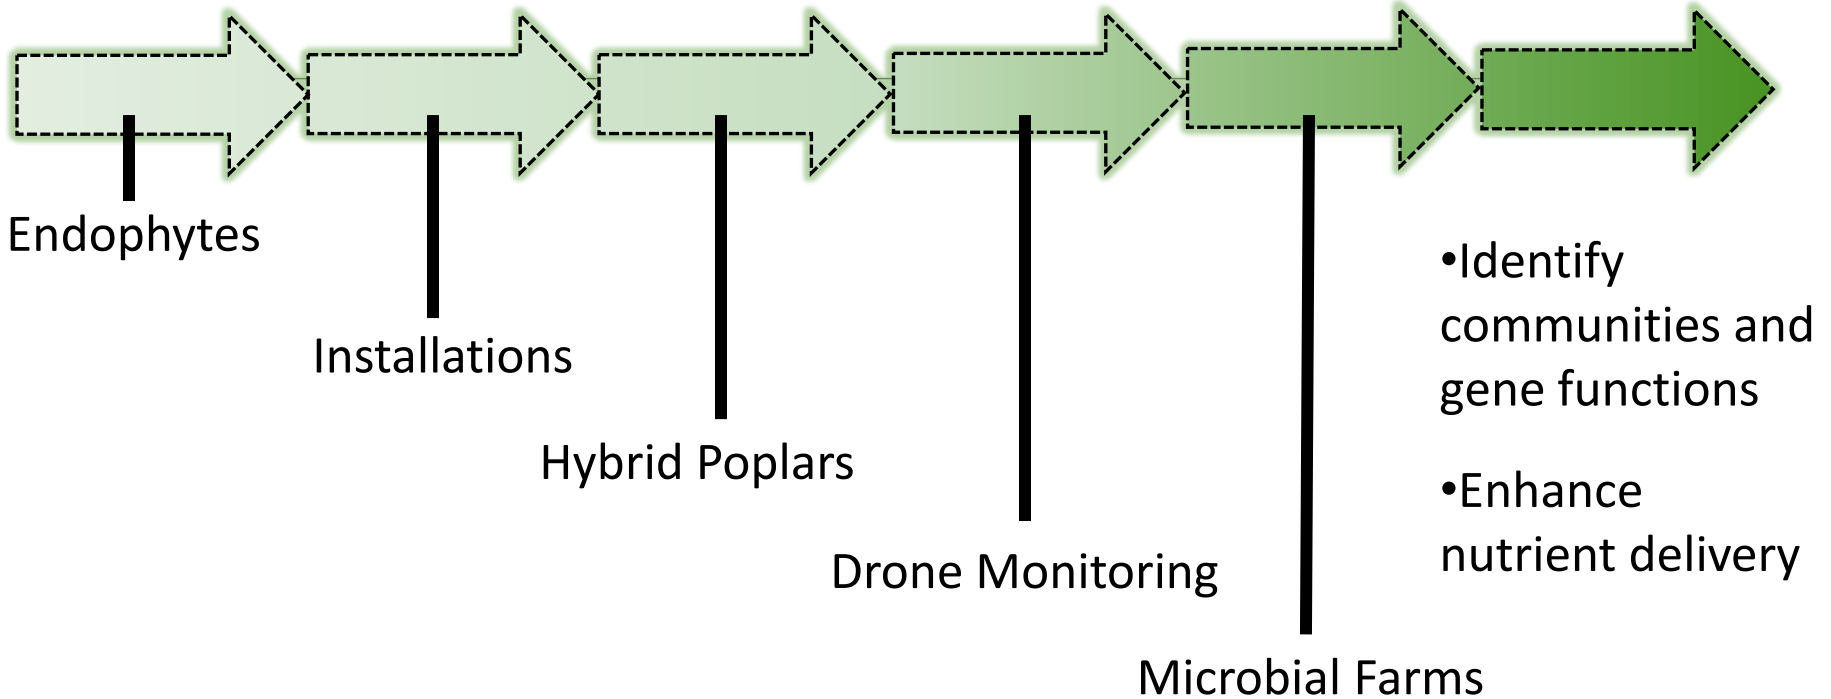 Endophytes
Installations
Hybrid Poplars
Drone Monitoring
Microbial Farms
•Identify
communities and
gene functions
•Enhance
nutrient delivery